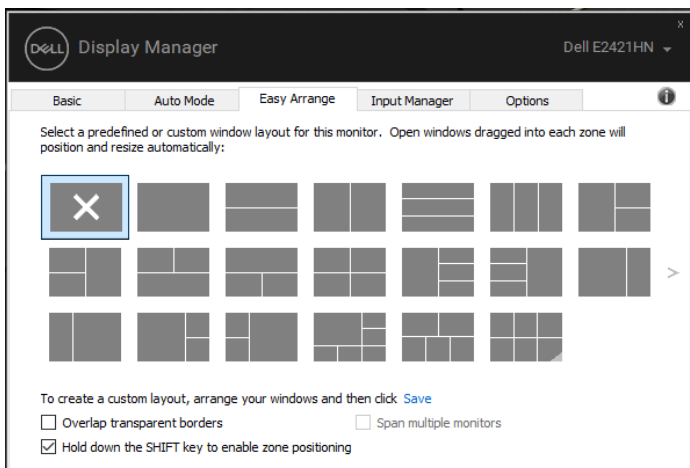 DELL Display Manager
Dell E2421HN
x
Basic Auto Mode Easy Arrange Input Manager Options
Select a predefined or custom window layout for this monitor. Open windows dragged into each zone will
position and resize automatically:
To create a custom layout, arrange your windows and then click Save
Overlap transparent borders
Span multiple monitors
Hold down the SHIFT key to enable zone positioning